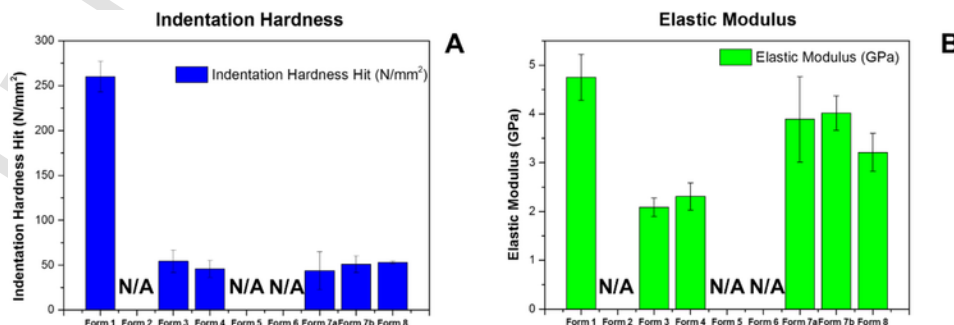 Indentation Hardness
A
Indentation Hardness Hit (N/mm²)
300
250
200
150
100
50
0
Indentation Hardness Hit (N/mm²)
N/A
N/A
N/A
Form 1 Form 2 Form 3 Form 4 Form 5 Form 6 Form 7a Form 7b Form 8
Elastic Modulus
B
Elastic Modulus (GPa)
5
4
3
2
1
0
Elastic Modulus (GPa)
N/A
N/A
N/A
Form 1 Form 2 Form 3 Form 4 Form 5 Form 6 Form 7a Form 7b Form 8